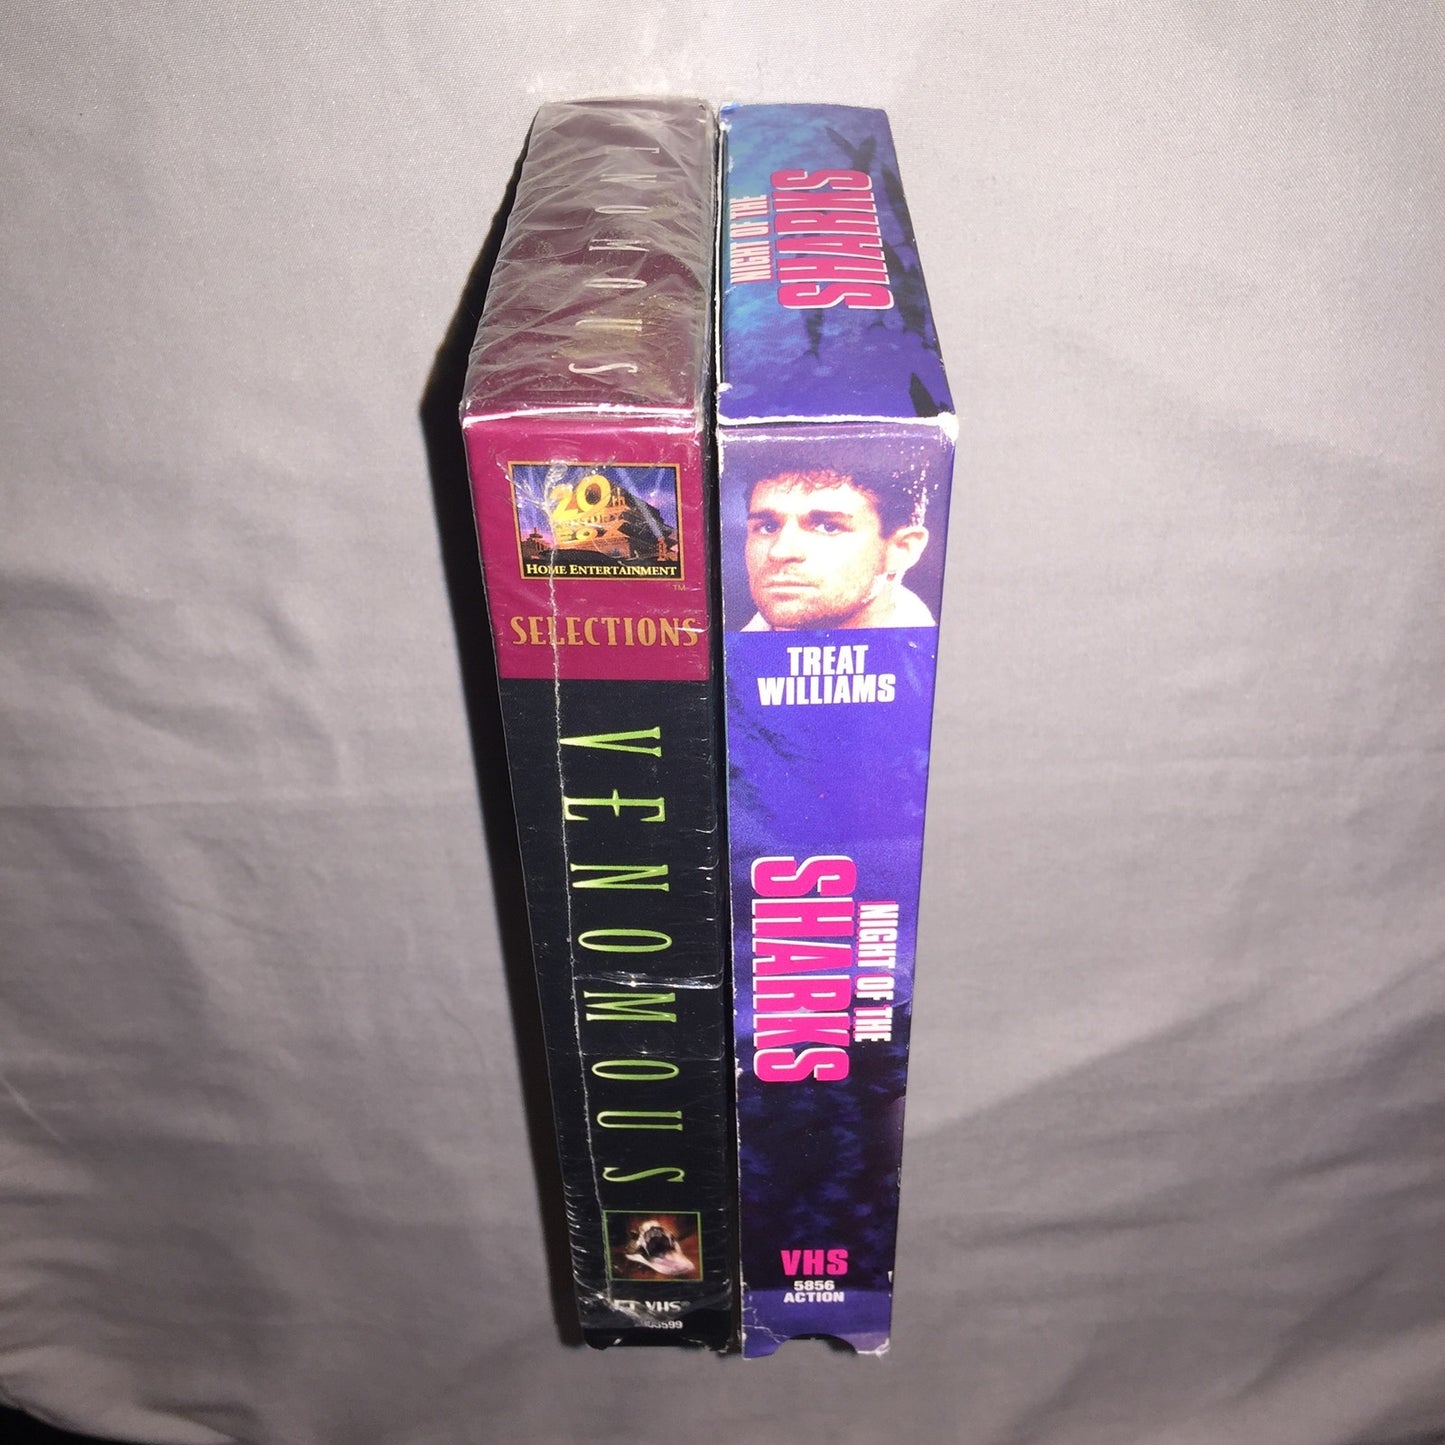 VENOMOUS
20th
CENTURY
FOX
HOME ENTERTAINMENT
TM
SELECTIONS
VENOMOUS
VHS
NIGHT OF THE
SHARKS
TREAT
WILLIAMS
NIGHT OF THE
SHARKS
VHS
5856
ACTION